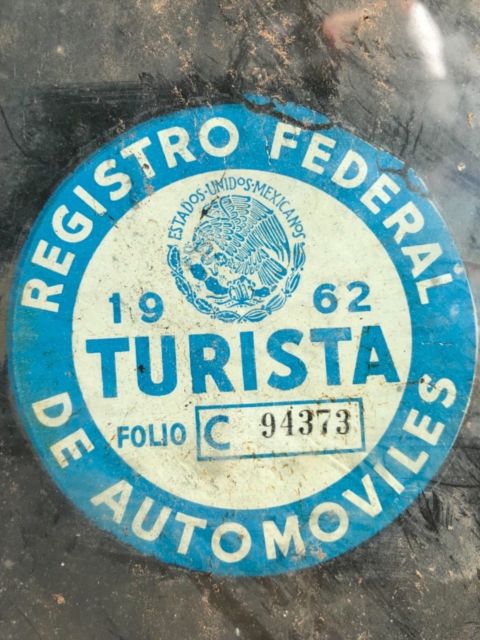 REGISTRO FEDERAL
ESTADOS·UNIDOS·MEXICANOS
19 62
TURISTA
FOLIO C 94373
DE AUTOMOVILES